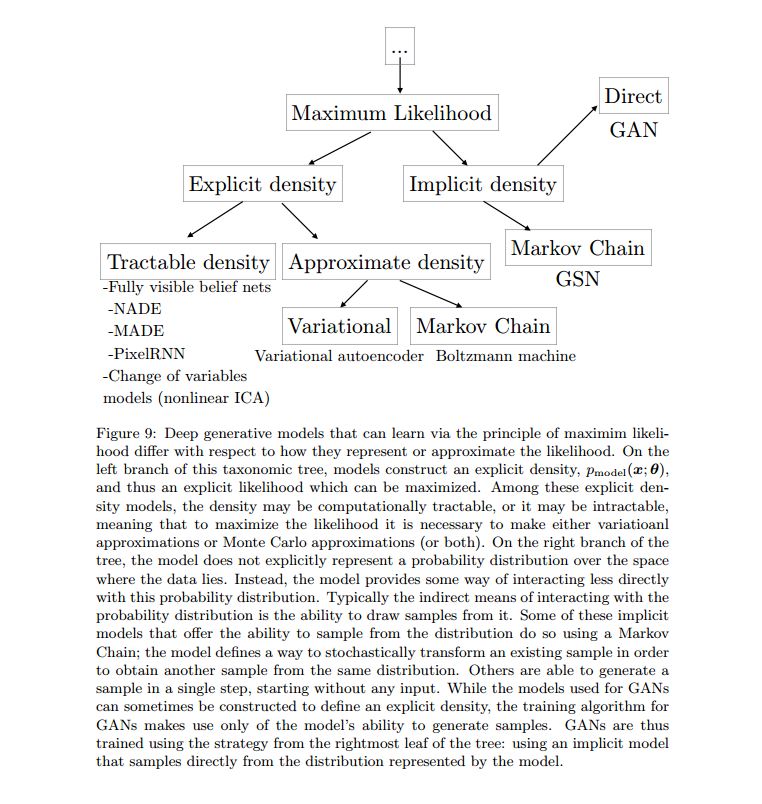 ...
Maximum Likelihood
Direct
GAN
Explicit density
Implicit density
Tractable density
Approximate density
Markov Chain
GSN
-Fully visible belief nets
-NADE
-MADE
-PixelRNN
-Change of variables
models (nonlinear ICA)
Variational
Markov Chain
Variational autoencoder
Boltzmann machine
Figure 9: Deep generative models that can learn via the principle of maximim likeli-
hood differ with respect to how they represent or approximate the likelihood. On the
left branch of this taxonomic tree, models construct an explicit density, pmodel(x; θ),
and thus an explicit likelihood which can be maximized. Among these explicit den-
sity models, the density may be computationally tractable, or it may be intractable,
meaning that to maximize the likelihood it is necessary to make either variatioanl
approximations or Monte Carlo approximations (or both). On the right branch of the
tree, the model does not explicitly represent a probability distribution over the space
where the data lies. Instead, the model provides some way of interacting less directly
with this probability distribution. Typically the indirect means of interacting with the
probability distribution is the ability to draw samples from it. Some of these implicit
models that offer the ability to sample from the distribution do so using a Markov
Chain; the model defines a way to stochastically transform an existing sample in order
to obtain another sample from the same distribution. Others are able to generate a
sample in a single step, starting without any input. While the models used for GANs
can sometimes be constructed to define an explicit density, the training algorithm for
GANs makes use only of the model's ability to generate samples. GANs are thus
trained using the strategy from the rightmost leaf of the tree: using an implicit model
that samples directly from the distribution represented by the model.